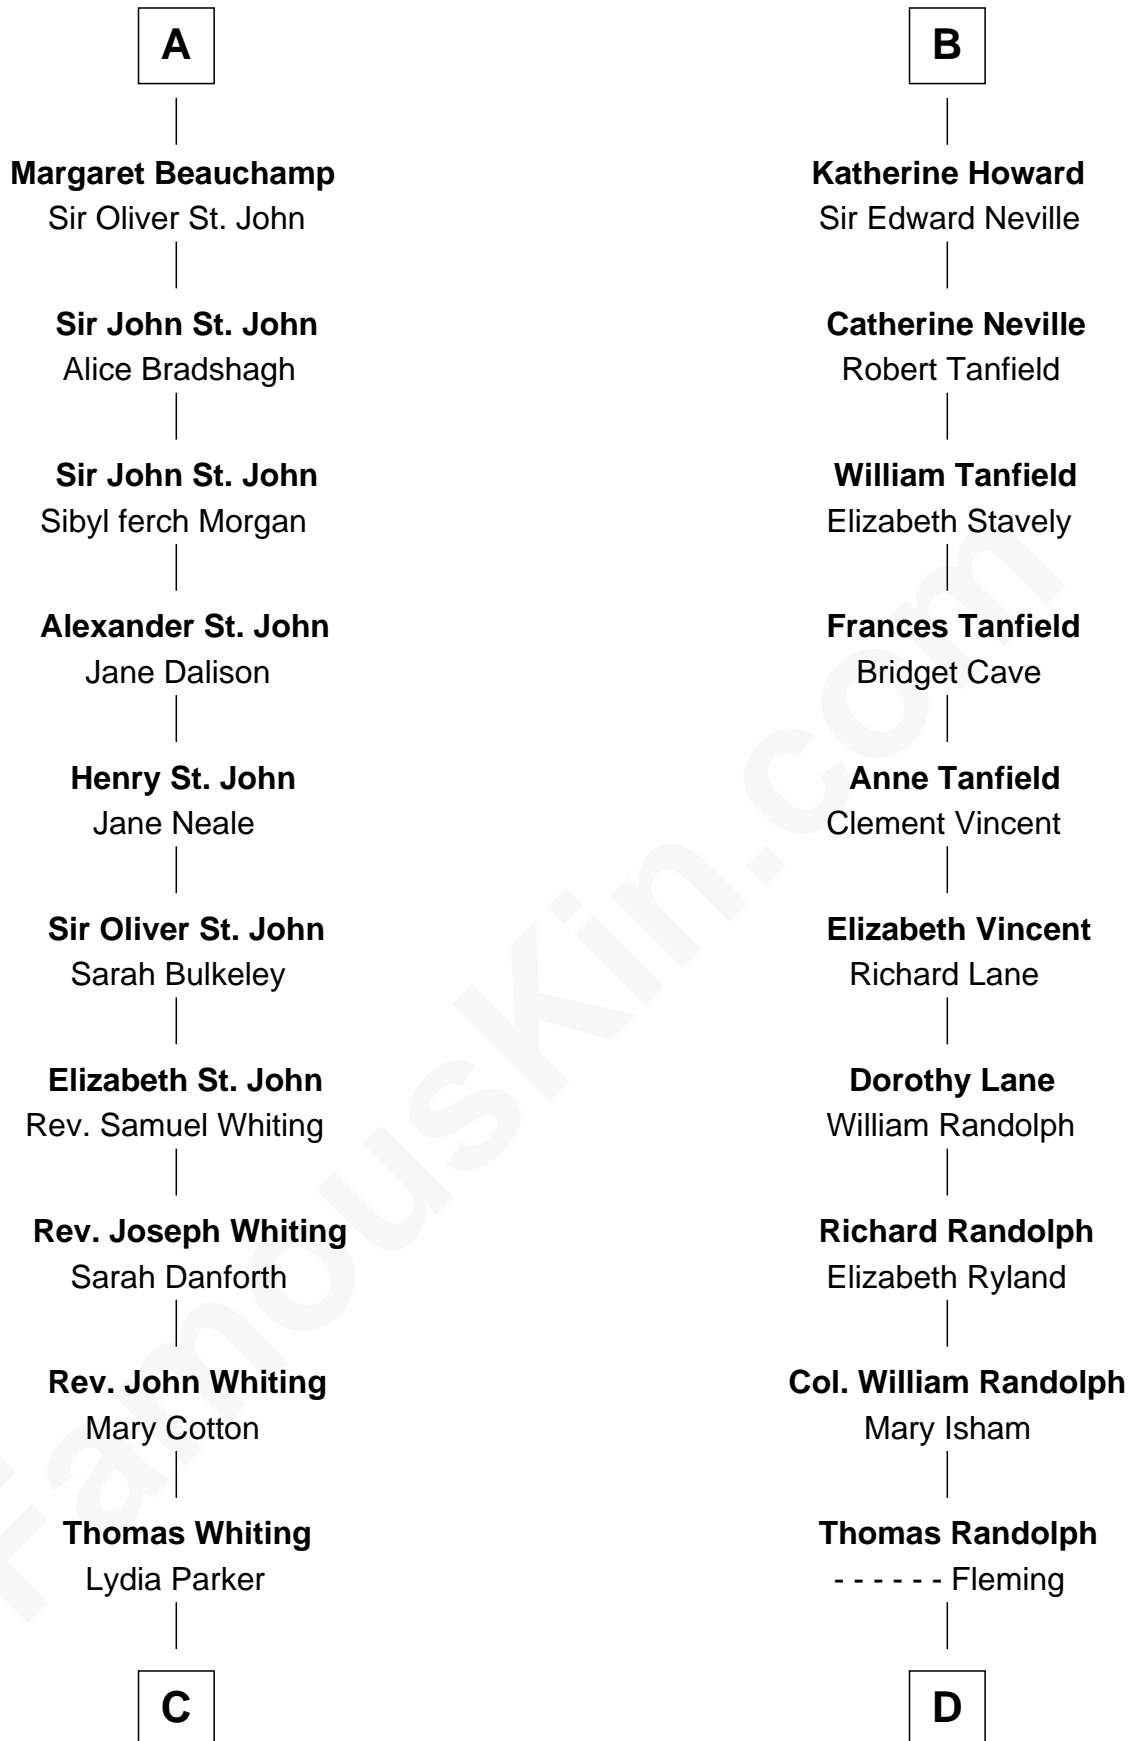 A
Margaret Beauchamp
Sir Oliver St. John
Sir John St. John
Alice Bradshagh
Sir John St. John
Sibyl ferch Morgan
Alexander St. John
Jane Dalison
Henry St. John
Jane Neale
Sir Oliver St. John
Sarah Bulkeley
Elizabeth St. John
Rev. Samuel Whiting
Rev. Joseph Whiting
Sarah Danforth
Rev. John Whiting
Mary Cotton
Thomas Whiting
Lydia Parker
C
B
Katherine Howard
Sir Edward Neville
Catherine Neville
Robert Tanfield
William Tanfield
Elizabeth Stavely
Frances Tanfield
Bridget Cave
Anne Tanfield
Clement Vincent
Elizabeth Vincent
Richard Lane
Dorothy Lane
William Randolph
Richard Randolph
Elizabeth Ryland
Col. William Randolph
Mary Isham
Thomas Randolph
- - - - - - Fleming
D
FamousKin.com